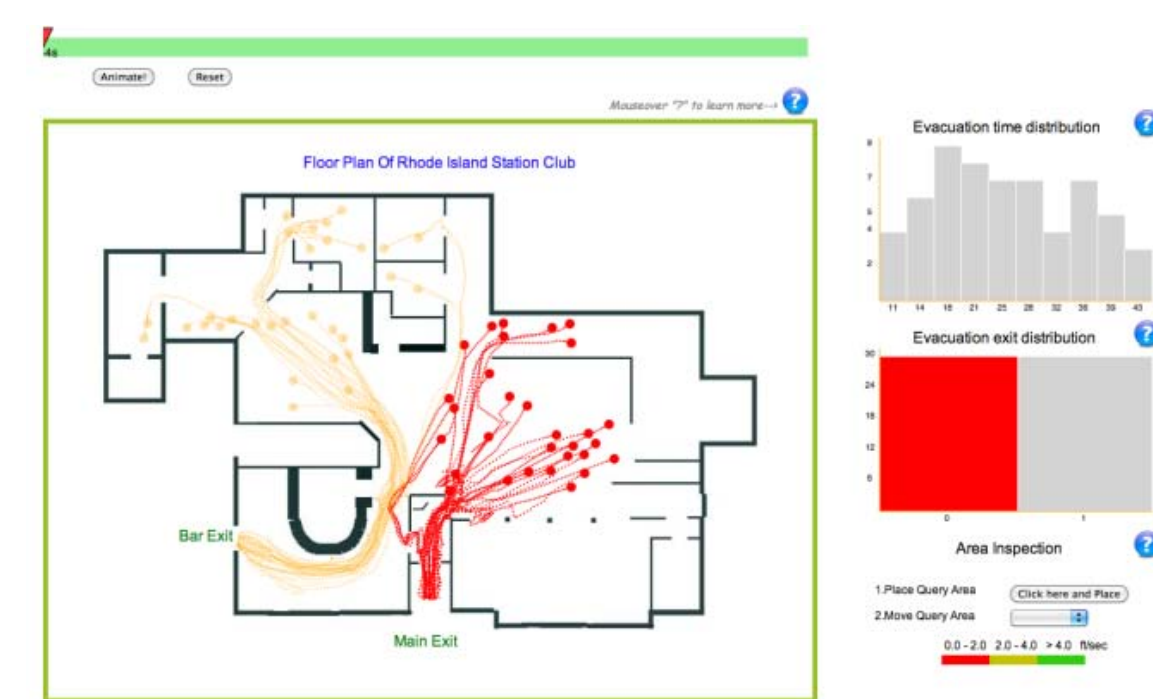 4s
Animate!
Reset
Mouseover "?" to learn more-->
?
Floor Plan Of Rhode Island Station Club
Bar Exit
Main Exit
Evacuation time distribution
?
9
7
5
4
2
11 14 18 21 25 28 32 36 39 43
Evacuation exit distribution
?
30
24
18
12
6
0 1
Area Inspection
?
1.Place Query Area
Click here and Place
2.Move Query Area
0.0 - 2.0 2.0 - 4.0 > 4.0 ft/sec